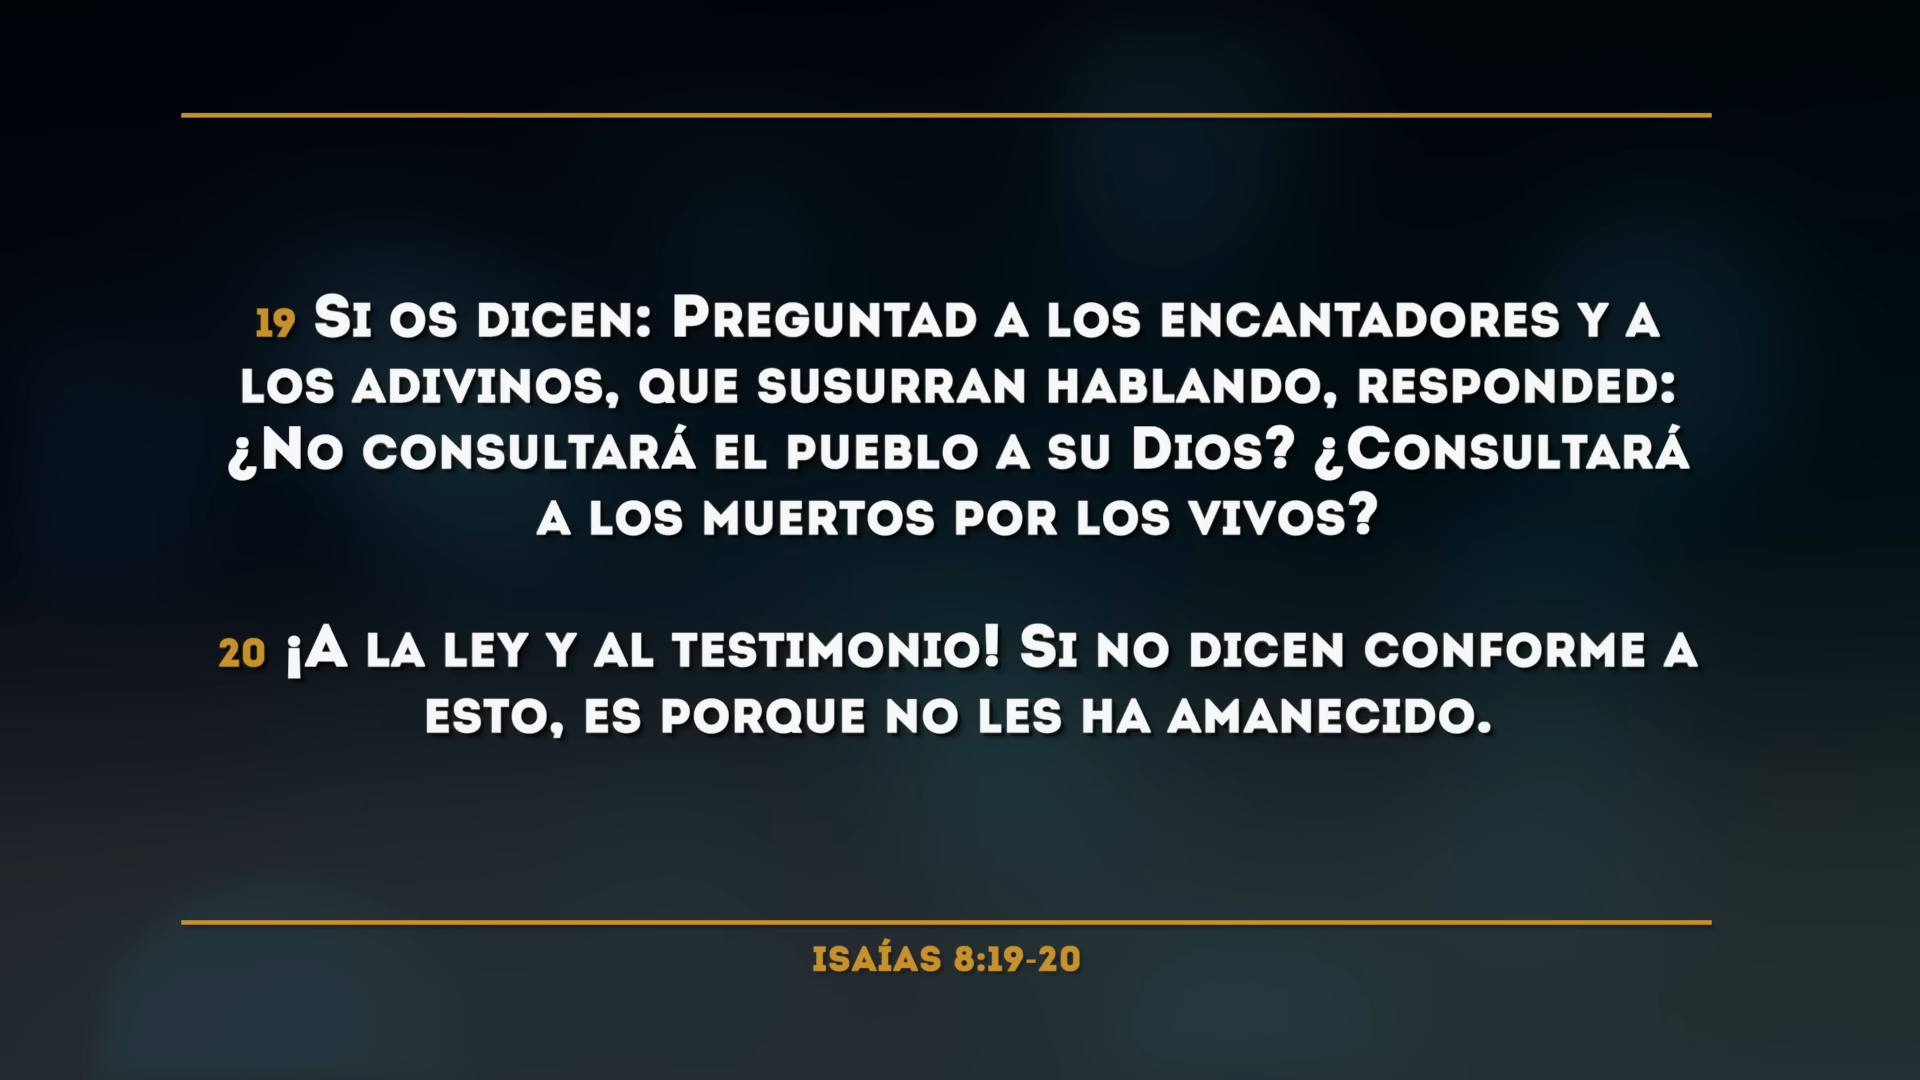 19 Si os dicen: Preguntad a los encantadores y a
los adivinos, que susurran hablando, responded:
¿No consultará el pueblo a su Dios? ¿Consultará
a los muertos por los vivos?
20 ¡A la ley y al testimonio! Si no dicen conforme a
esto, es porque no les ha amanecido.
Isaías 8:19-20